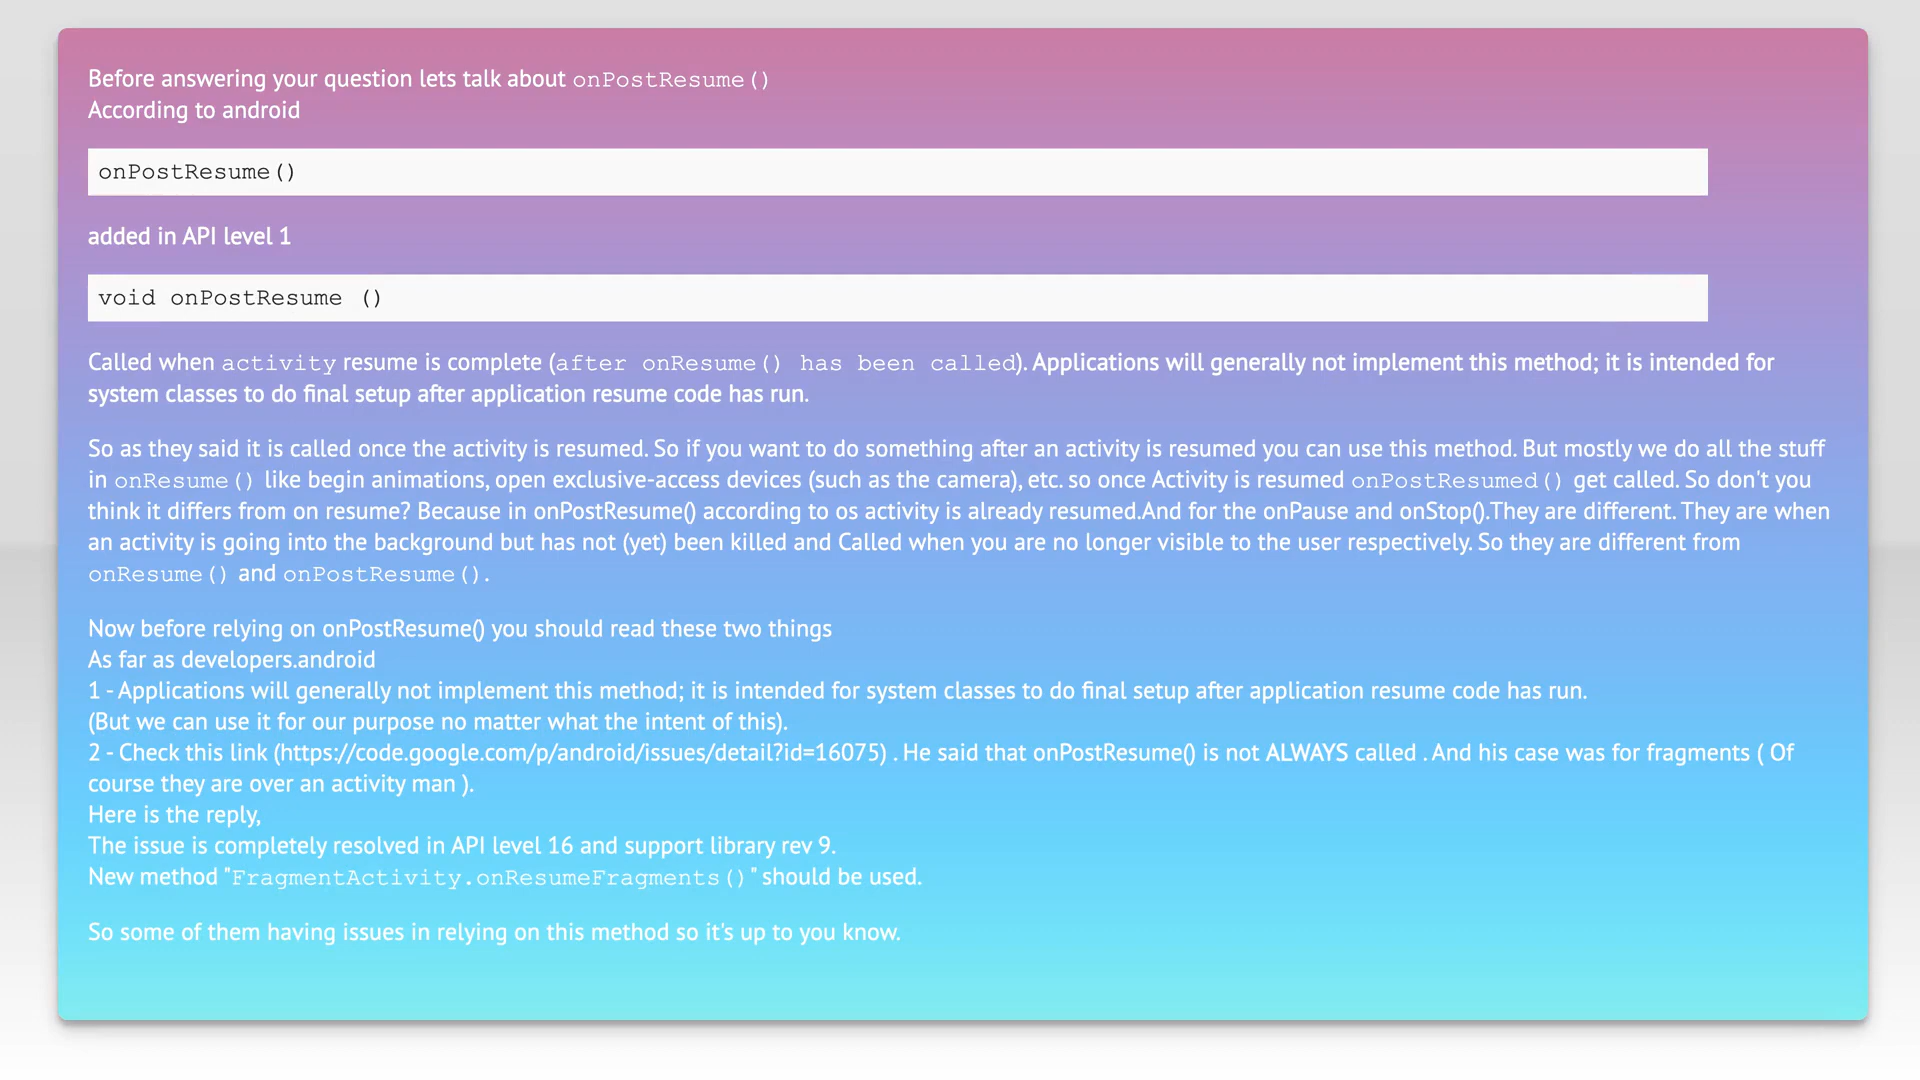 Before answering your question lets talk about onPostResume()
According to android
onPostResume()
added in API level 1
void onPostResume ()
Called when activity resume is complete (after onResume() has been called). Applications will generally not implement this method; it is intended for
system classes to do final setup after application resume code has run.
So as they said it is called once the activity is resumed. So if you want to do something after an activity is resumed you can use this method. But mostly we do all the stuff
in onResume() like begin animations, open exclusive-access devices (such as the camera), etc. so once Activity is resumed onPostResumed() get called. So don't you
think it differs from on resume? Because in onPostResume() according to os activity is already resumed.And for the onPause and onStop().They are different. They are when
an activity is going into the background but has not (yet) been killed and Called when you are no longer visible to the user respectively. So they are different from
onResume() and onPostResume().
Now before relying on onPostResume() you should read these two things
As far as developers.android
1 - Applications will generally not implement this method; it is intended for system classes to do final setup after application resume code has run.
(But we can use it for our purpose no matter what the intent of this).
2 - Check this link (https://code.google.com/p/android/issues/detail?id=16075) . He said that onPostResume() is not ALWAYS called . And his case was for fragments ( Of
course they are over an activity man ).
Here is the reply,
The issue is completely resolved in API level 16 and support library rev 9.
New method "FragmentActivity.onResumeFragments()" should be used.
So some of them having issues in relying on this method so it's up to you know.